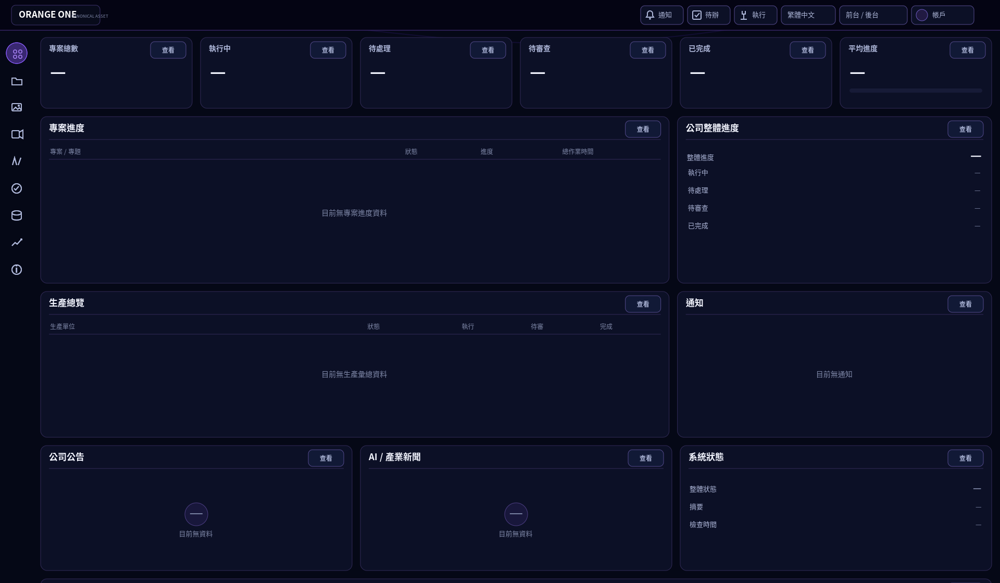 ORANGE ONE
CANONICAL ASSET
通知
待辦
執行
繁體中文
前台 / 後台
帳戶
專案總數
查看
—
執行中
查看
—
待處理
查看
—
待審查
查看
—
已完成
查看
—
平均進度
查看
—
專案進度
查看
專案 / 專題 狀態 進度 總作業時間
目前無專案進度資料
公司整體進度
查看
整體進度 —
執行中 —
待處理 —
待審查 —
已完成 —
生產總覽
查看
生產單位 狀態 執行 待審 完成
目前無生產彙總資料
通知
查看
目前無通知
公司公告
查看
—
目前無資料
AI / 產業新聞
查看
—
目前無資料
系統狀態
查看
整體狀態 —
摘要 —
檢查時間 —